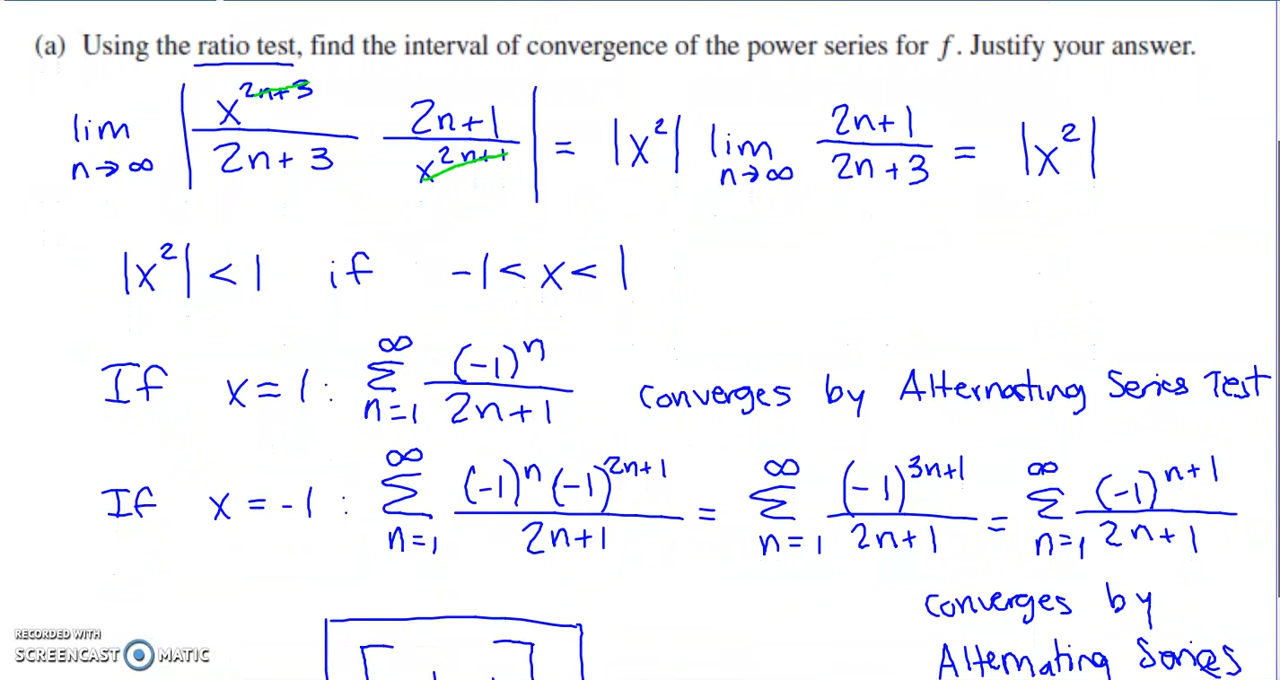 (a) Using the ratio test, find the interval of convergence of the power series for f. Justify your answer.
lim n→∞ | x^(2n+3) / 2n+3 · 2n+1 / x^(2n+1) | = |x²| lim n→∞ 2n+1 / 2n+3 = |x²|
|x²| < 1 if -1 < x < 1
If x = 1: ∞ Σ n=1 (-1)^n / 2n+1 converges by Alternating Series Test
If x = -1: ∞ Σ n=1 (-1)^n (-1)^(2n+1) / 2n+1 = ∞ Σ n=1 (-1)^(3n+1) / 2n+1 = ∞ Σ n=1 (-1)^(n+1) / 2n+1
converges by
Alternating Series
RECORDED WITH
SCREENCAST MATIC